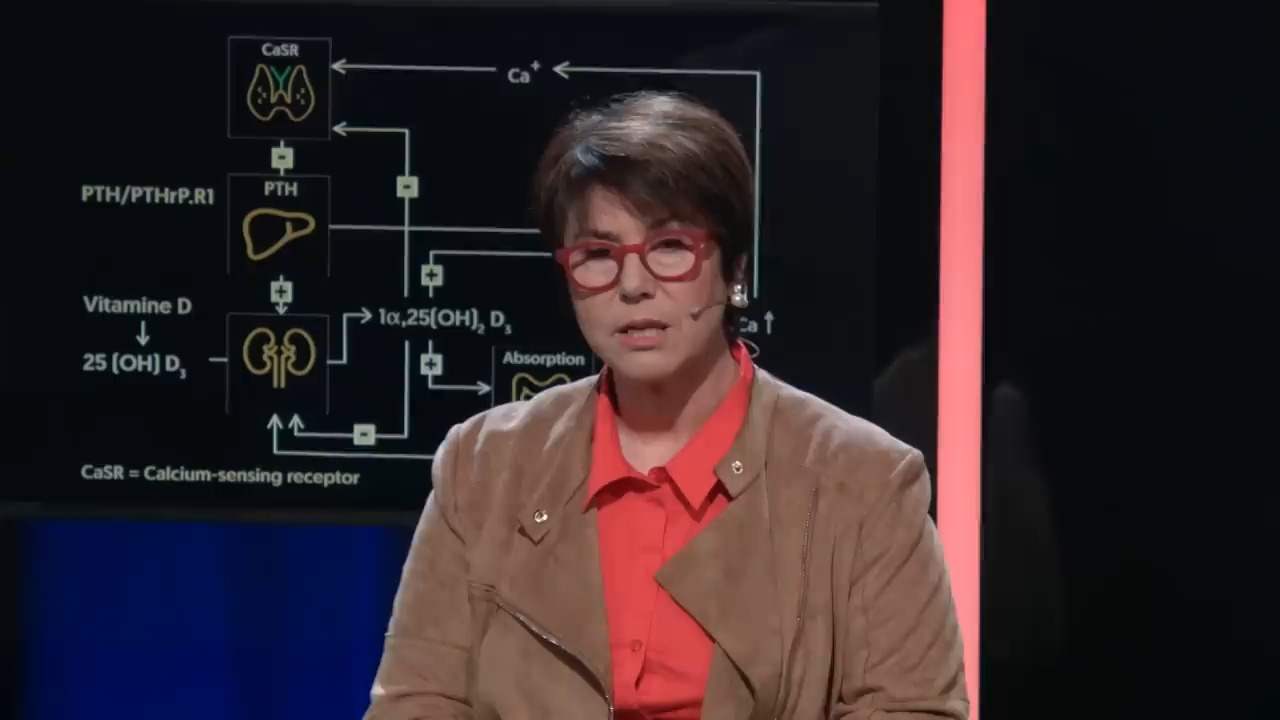 CaSR
Ca+
-
-
PTH/PTHrP.R1
PTH
+
+
Vitamine D
1α,25(OH)₂ D₃
Ca ↑
25 (OH) D₃
+
Absorption
-
CaSR = Calcium-sensing receptor